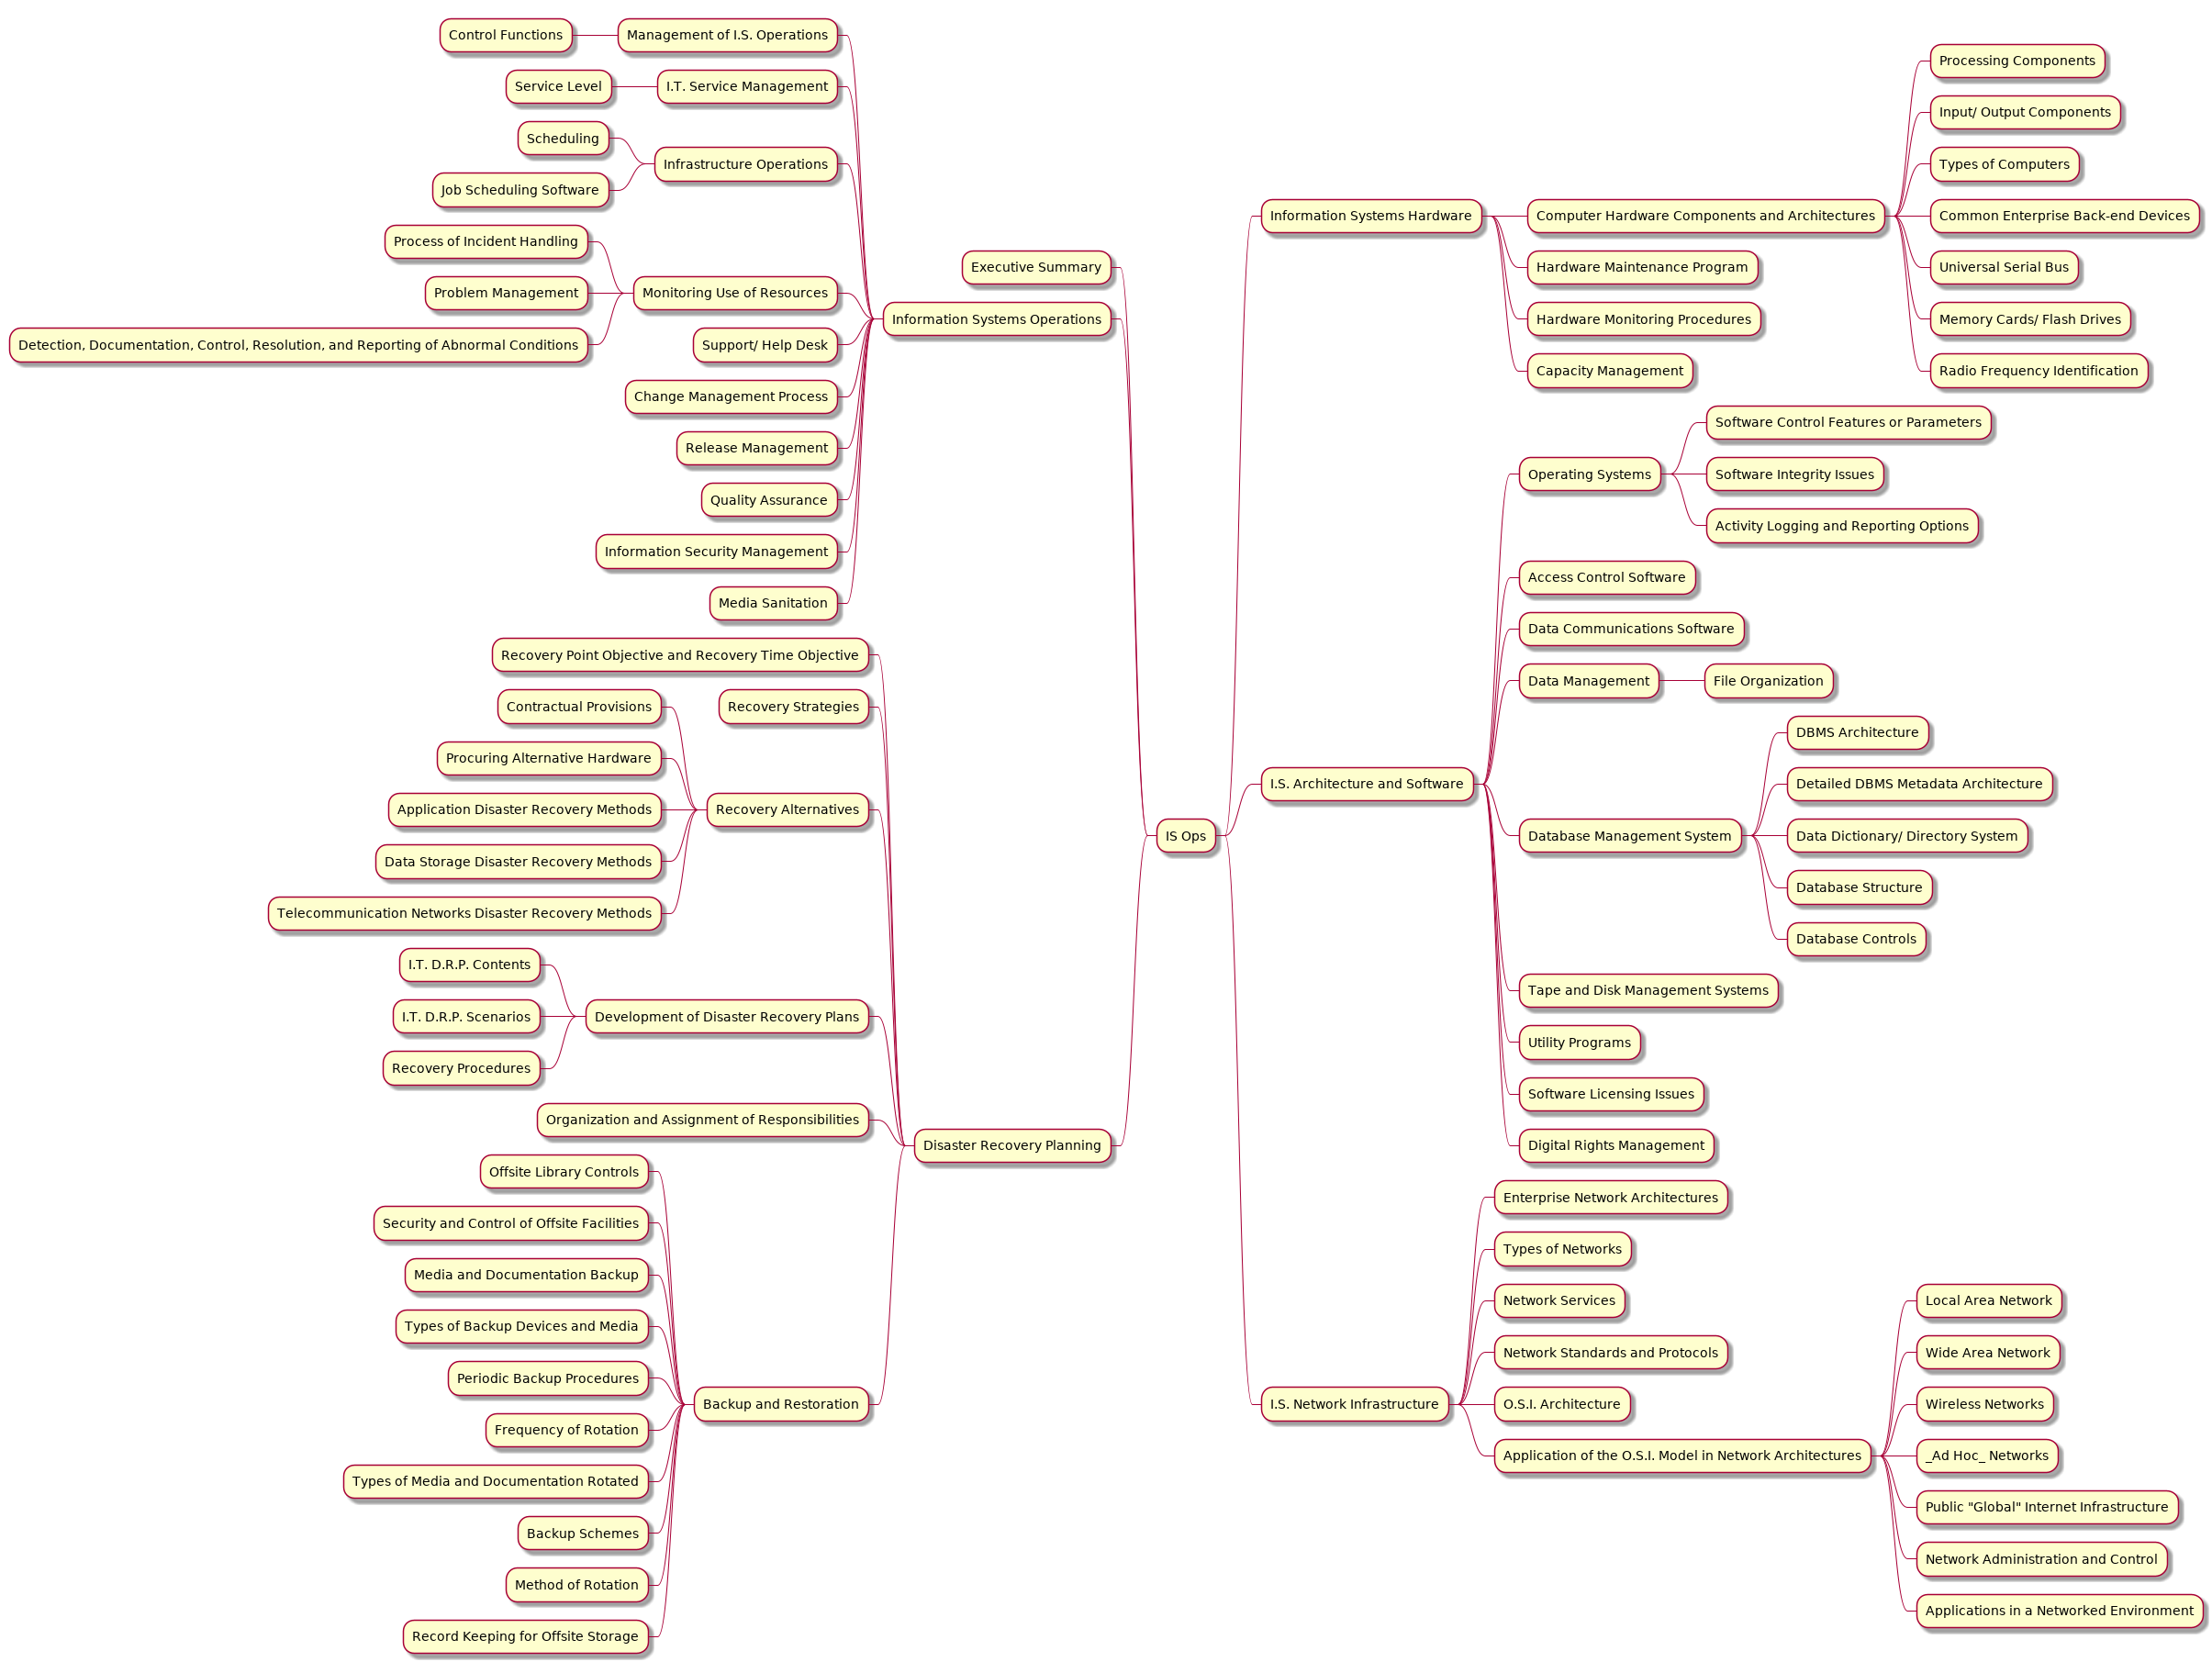 IS Ops
Information Systems Hardware
Computer Hardware Components and Architectures
Processing Components
Input/ Output Components
Types of Computers
Common Enterprise Back-end Devices
Universal Serial Bus
Memory Cards/ Flash Drives
Radio Frequency Identification
Hardware Maintenance Program
Hardware Monitoring Procedures
Capacity Management
I.S. Architecture and Software
Operating Systems
Software Control Features or Parameters
Software Integrity Issues
Activity Logging and Reporting Options
Access Control Software
Data Communications Software
Data Management
File Organization
Database Management System
DBMS Architecture
Detailed DBMS Metadata Architecture
Data Dictionary/ Directory System
Database Structure
Database Controls
Tape and Disk Management Systems
Utility Programs
Software Licensing Issues
Digital Rights Management
I.S. Network Infrastructure
Enterprise Network Architectures
Types of Networks
Network Services
Network Standards and Protocols
O.S.I. Architecture
Application of the O.S.I. Model in Network Architectures
Local Area Network
Wide Area Network
Wireless Networks
_Ad Hoc_ Networks
Public "Global" Internet Infrastructure
Network Administration and Control
Applications in a Networked Environment
Executive Summary
Information Systems Operations
Management of I.S. Operations
Control Functions
I.T. Service Management
Service Level
Infrastructure Operations
Scheduling
Job Scheduling Software
Monitoring Use of Resources
Process of Incident Handling
Problem Management
Detection, Documentation, Control, Resolution, and Reporting of Abnormal Conditions
Support/ Help Desk
Change Management Process
Release Management
Quality Assurance
Information Security Management
Media Sanitation
Disaster Recovery Planning
Recovery Point Objective and Recovery Time Objective
Recovery Strategies
Recovery Alternatives
Contractual Provisions
Procuring Alternative Hardware
Application Disaster Recovery Methods
Data Storage Disaster Recovery Methods
Telecommunication Networks Disaster Recovery Methods
Development of Disaster Recovery Plans
I.T. D.R.P. Contents
I.T. D.R.P. Scenarios
Recovery Procedures
Organization and Assignment of Responsibilities
Backup and Restoration
Offsite Library Controls
Security and Control of Offsite Facilities
Media and Documentation Backup
Types of Backup Devices and Media
Periodic Backup Procedures
Frequency of Rotation
Types of Media and Documentation Rotated
Backup Schemes
Method of Rotation
Record Keeping for Offsite Storage